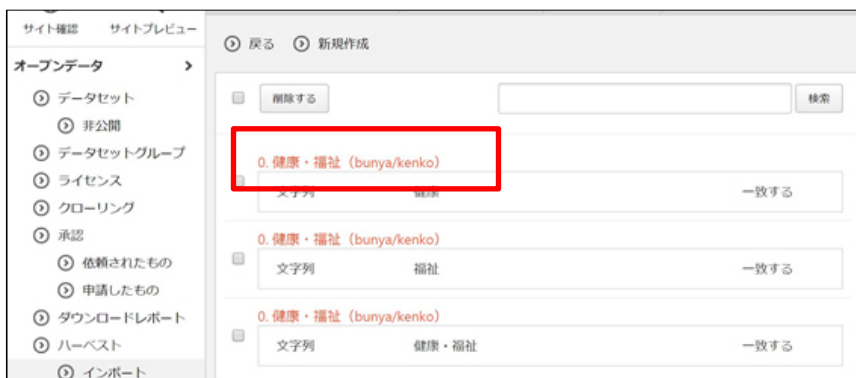 サイト確認 サイトプレビュー
オープンデータ
データセット
非公開
データセットグループ
ライセンス
クローリング
承認
依頼されたもの
申請したもの
ダウンロードレポート
ハーベスト
インポート
戻る 新規作成
削除する 検索
0. 健康・福祉（bunya/kenko）
文字列 健康 一致する
0. 健康・福祉（bunya/kenko）
文字列 福祉 一致する
0. 健康・福祉（bunya/kenko）
文字列 健康・福祉 一致する